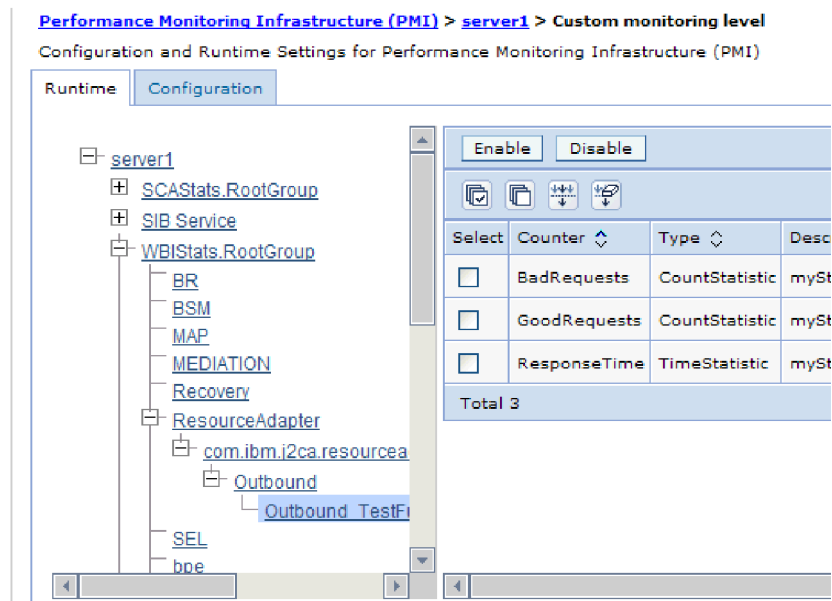 Performance Monitoring Infrastructure (PMI) > server1 > Custom monitoring level
Configuration and Runtime Settings for Performance Monitoring Infrastructure (PMI)
Runtime Configuration
server1
SCAStats.RootGroup
SIB Service
WBIStats.RootGroup
BR
BSM
MAP
MEDIATION
Recovery
ResourceAdapter
com.ibm.j2ca.resourcea
Outbound
Outbound_TestF
SEL
bpe
Enable Disable
Select Counter Type Desc
BadRequests CountStatistic mySt
GoodRequests CountStatistic mySt
ResponseTime TimeStatistic mySt
Total 3